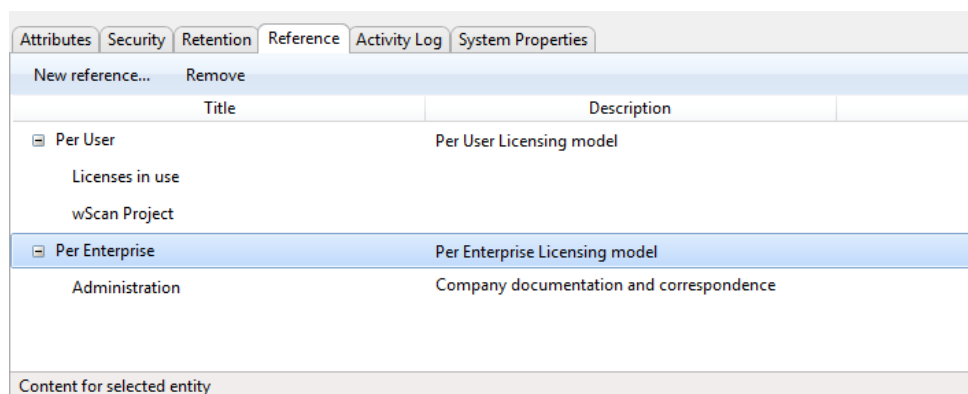 Attributes Security Retention Reference Activity Log System Properties
New reference... Remove
Title Description
Per User Per User Licensing model
Licenses in use
wScan Project
Per Enterprise Per Enterprise Licensing model
Administration Company documentation and correspondence
Content for selected entity